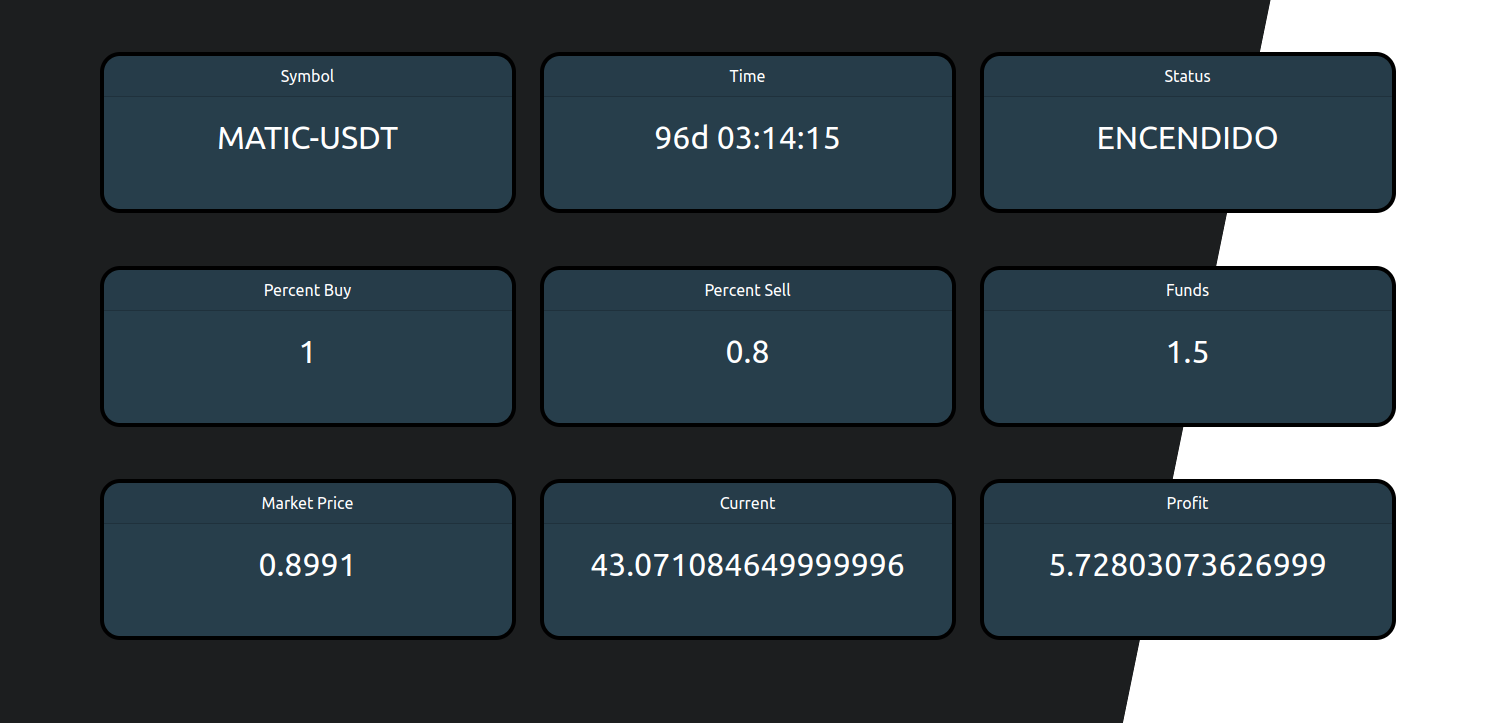 Symbol
MATIC-USDT
Time
96d 03:14:15
Status
ENCENDIDO
Percent Buy
1
Percent Sell
0.8
Funds
1.5
Market Price
0.8991
Current
43.071084649999996
Profit
5.72803073626999